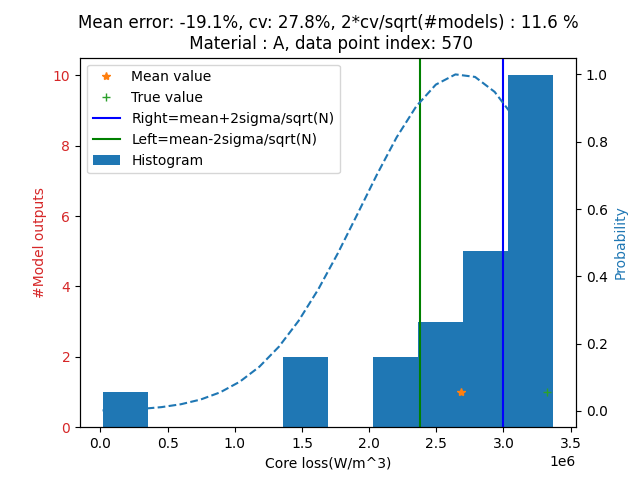 Mean error: -19.1%, cv: 27.8%, 2*cv/sqrt(#models) : 11.6 %
Material : A, data point index: 570
Mean value
True value
Right=mean+2sigma/sqrt(N)
Left=mean-2sigma/sqrt(N)
Histogram
#Model outputs
10
8
6
4
2
0
Probability
1.0
0.8
0.6
0.4
0.2
0.0
0.0 0.5 1.0 1.5 2.0 2.5 3.0 3.5
1e6
Core loss(W/m^3)